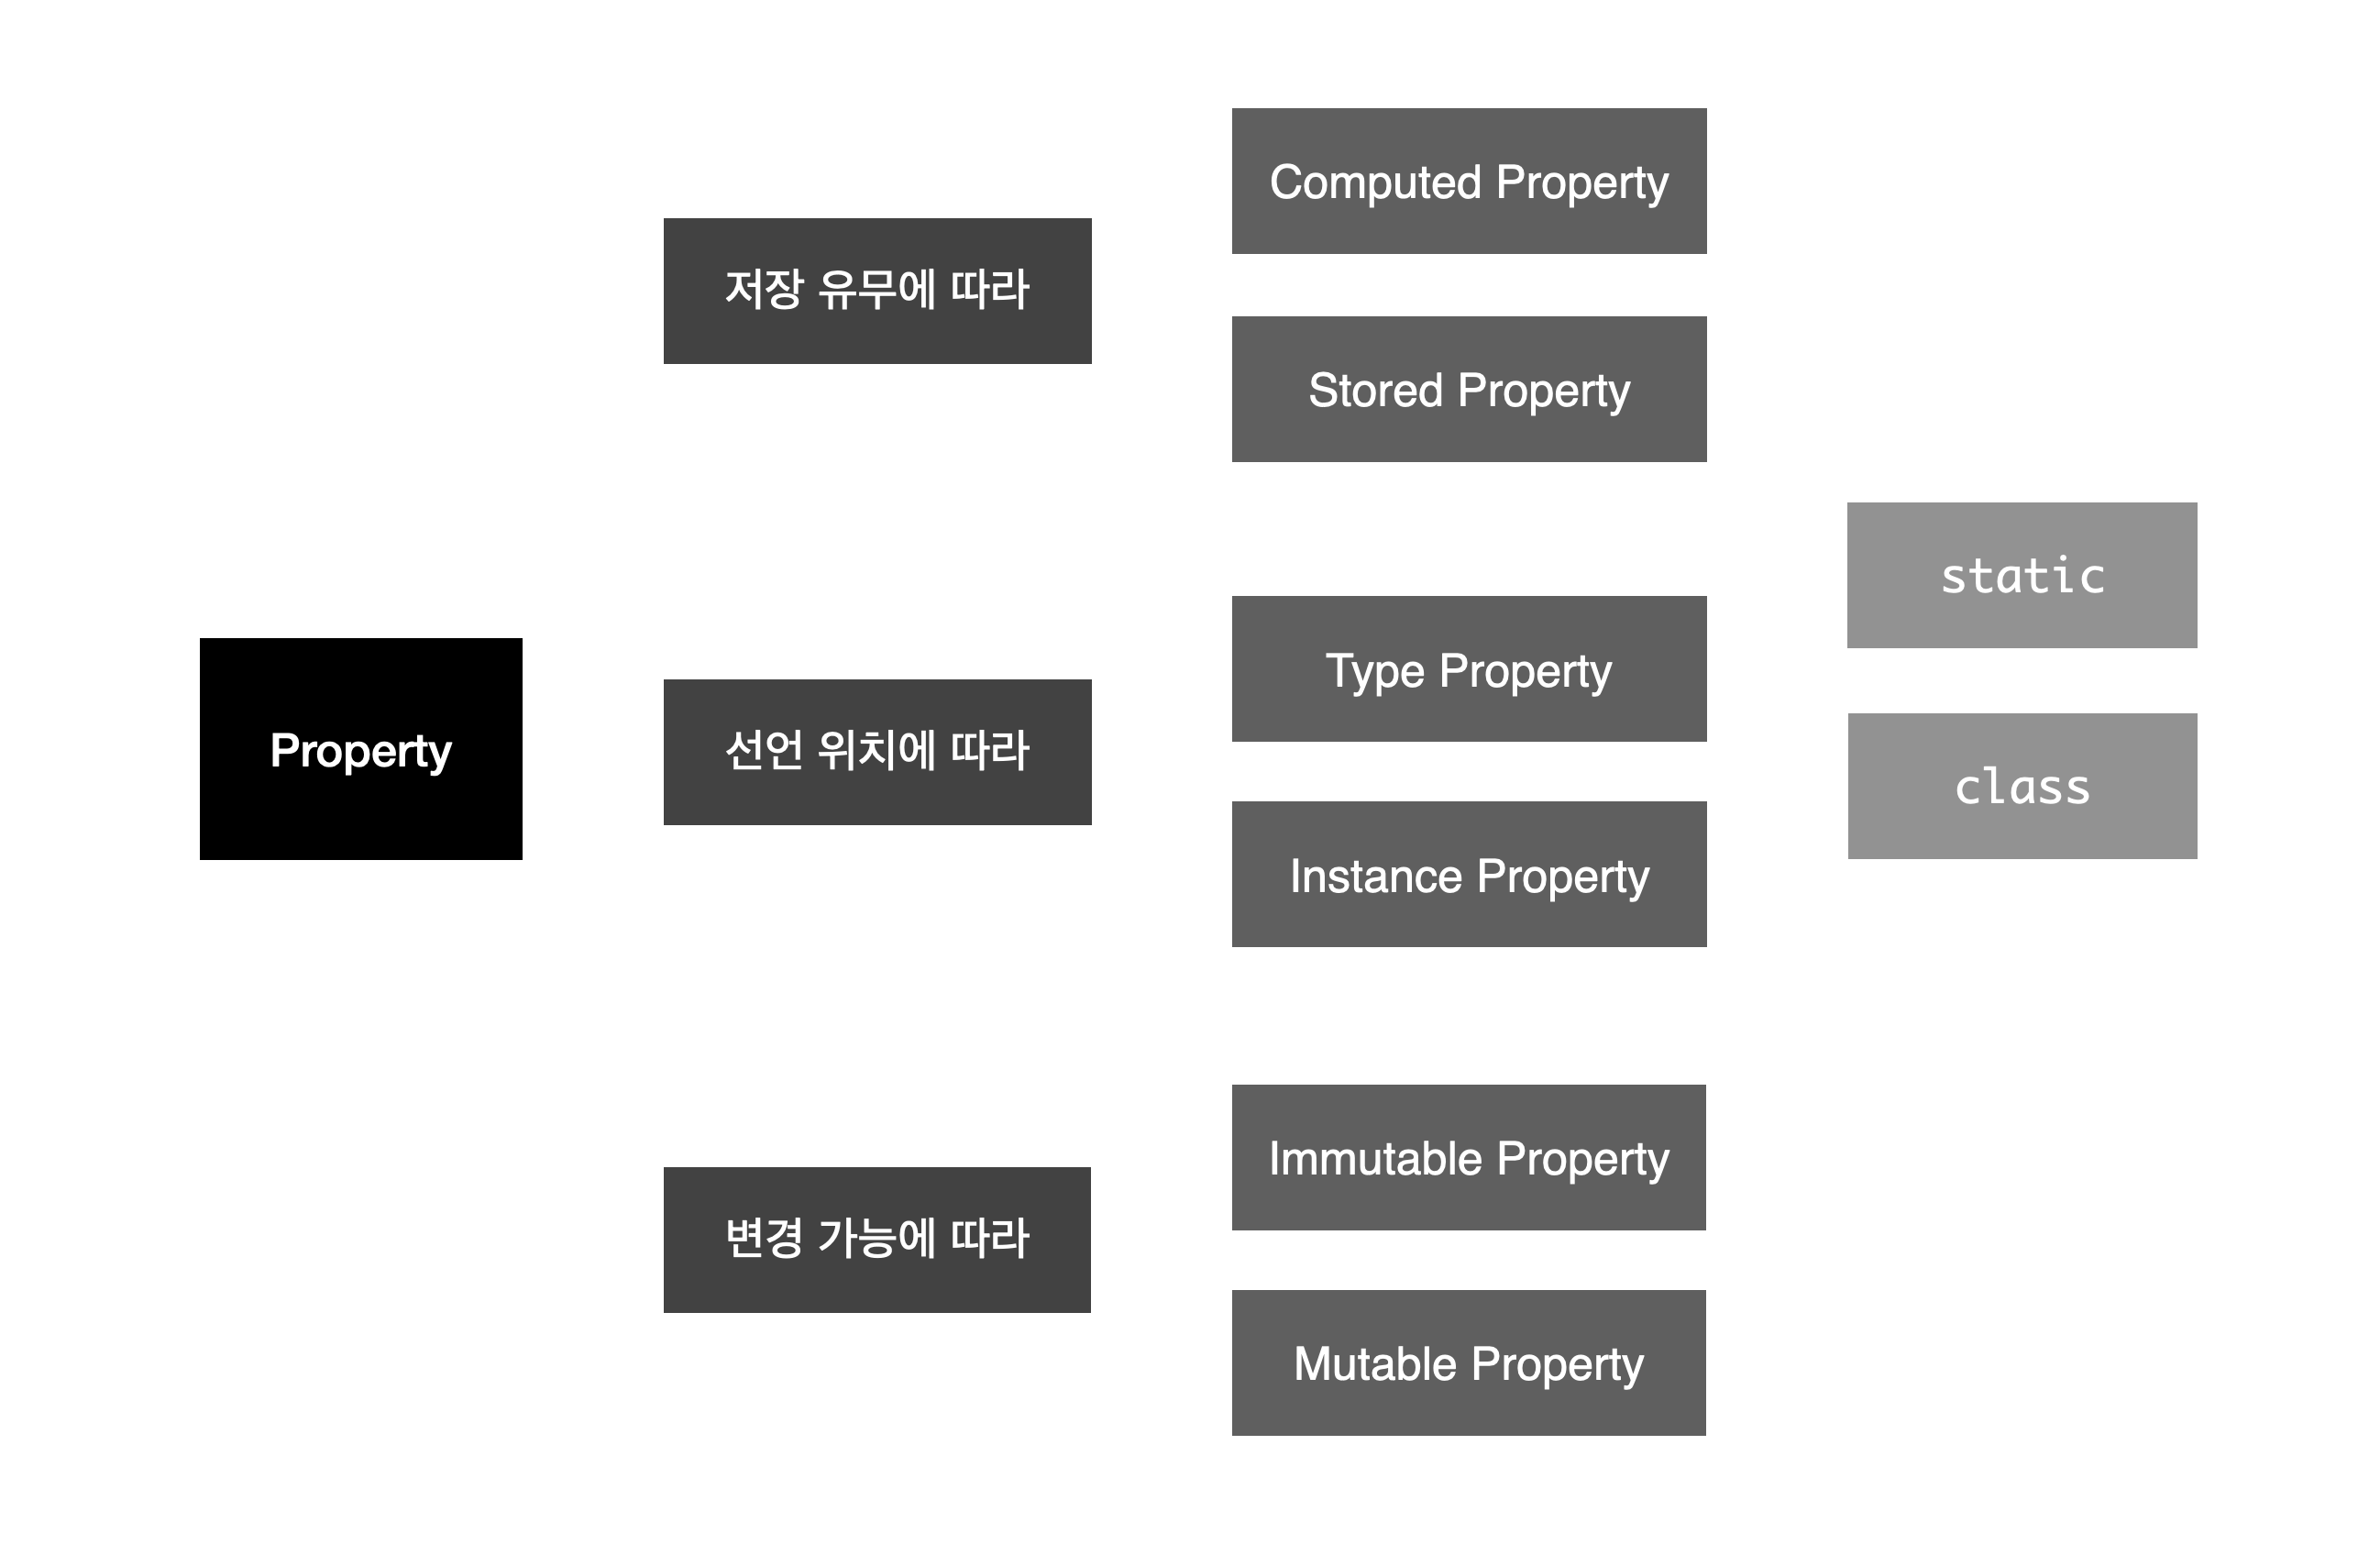 Property
저장 유무에 따라
Computed Property
Stored Property
선언 위치에 따라
Type Property
static
class
Instance Property
변경 가능에 따라
Immutable Property
Mutable Property